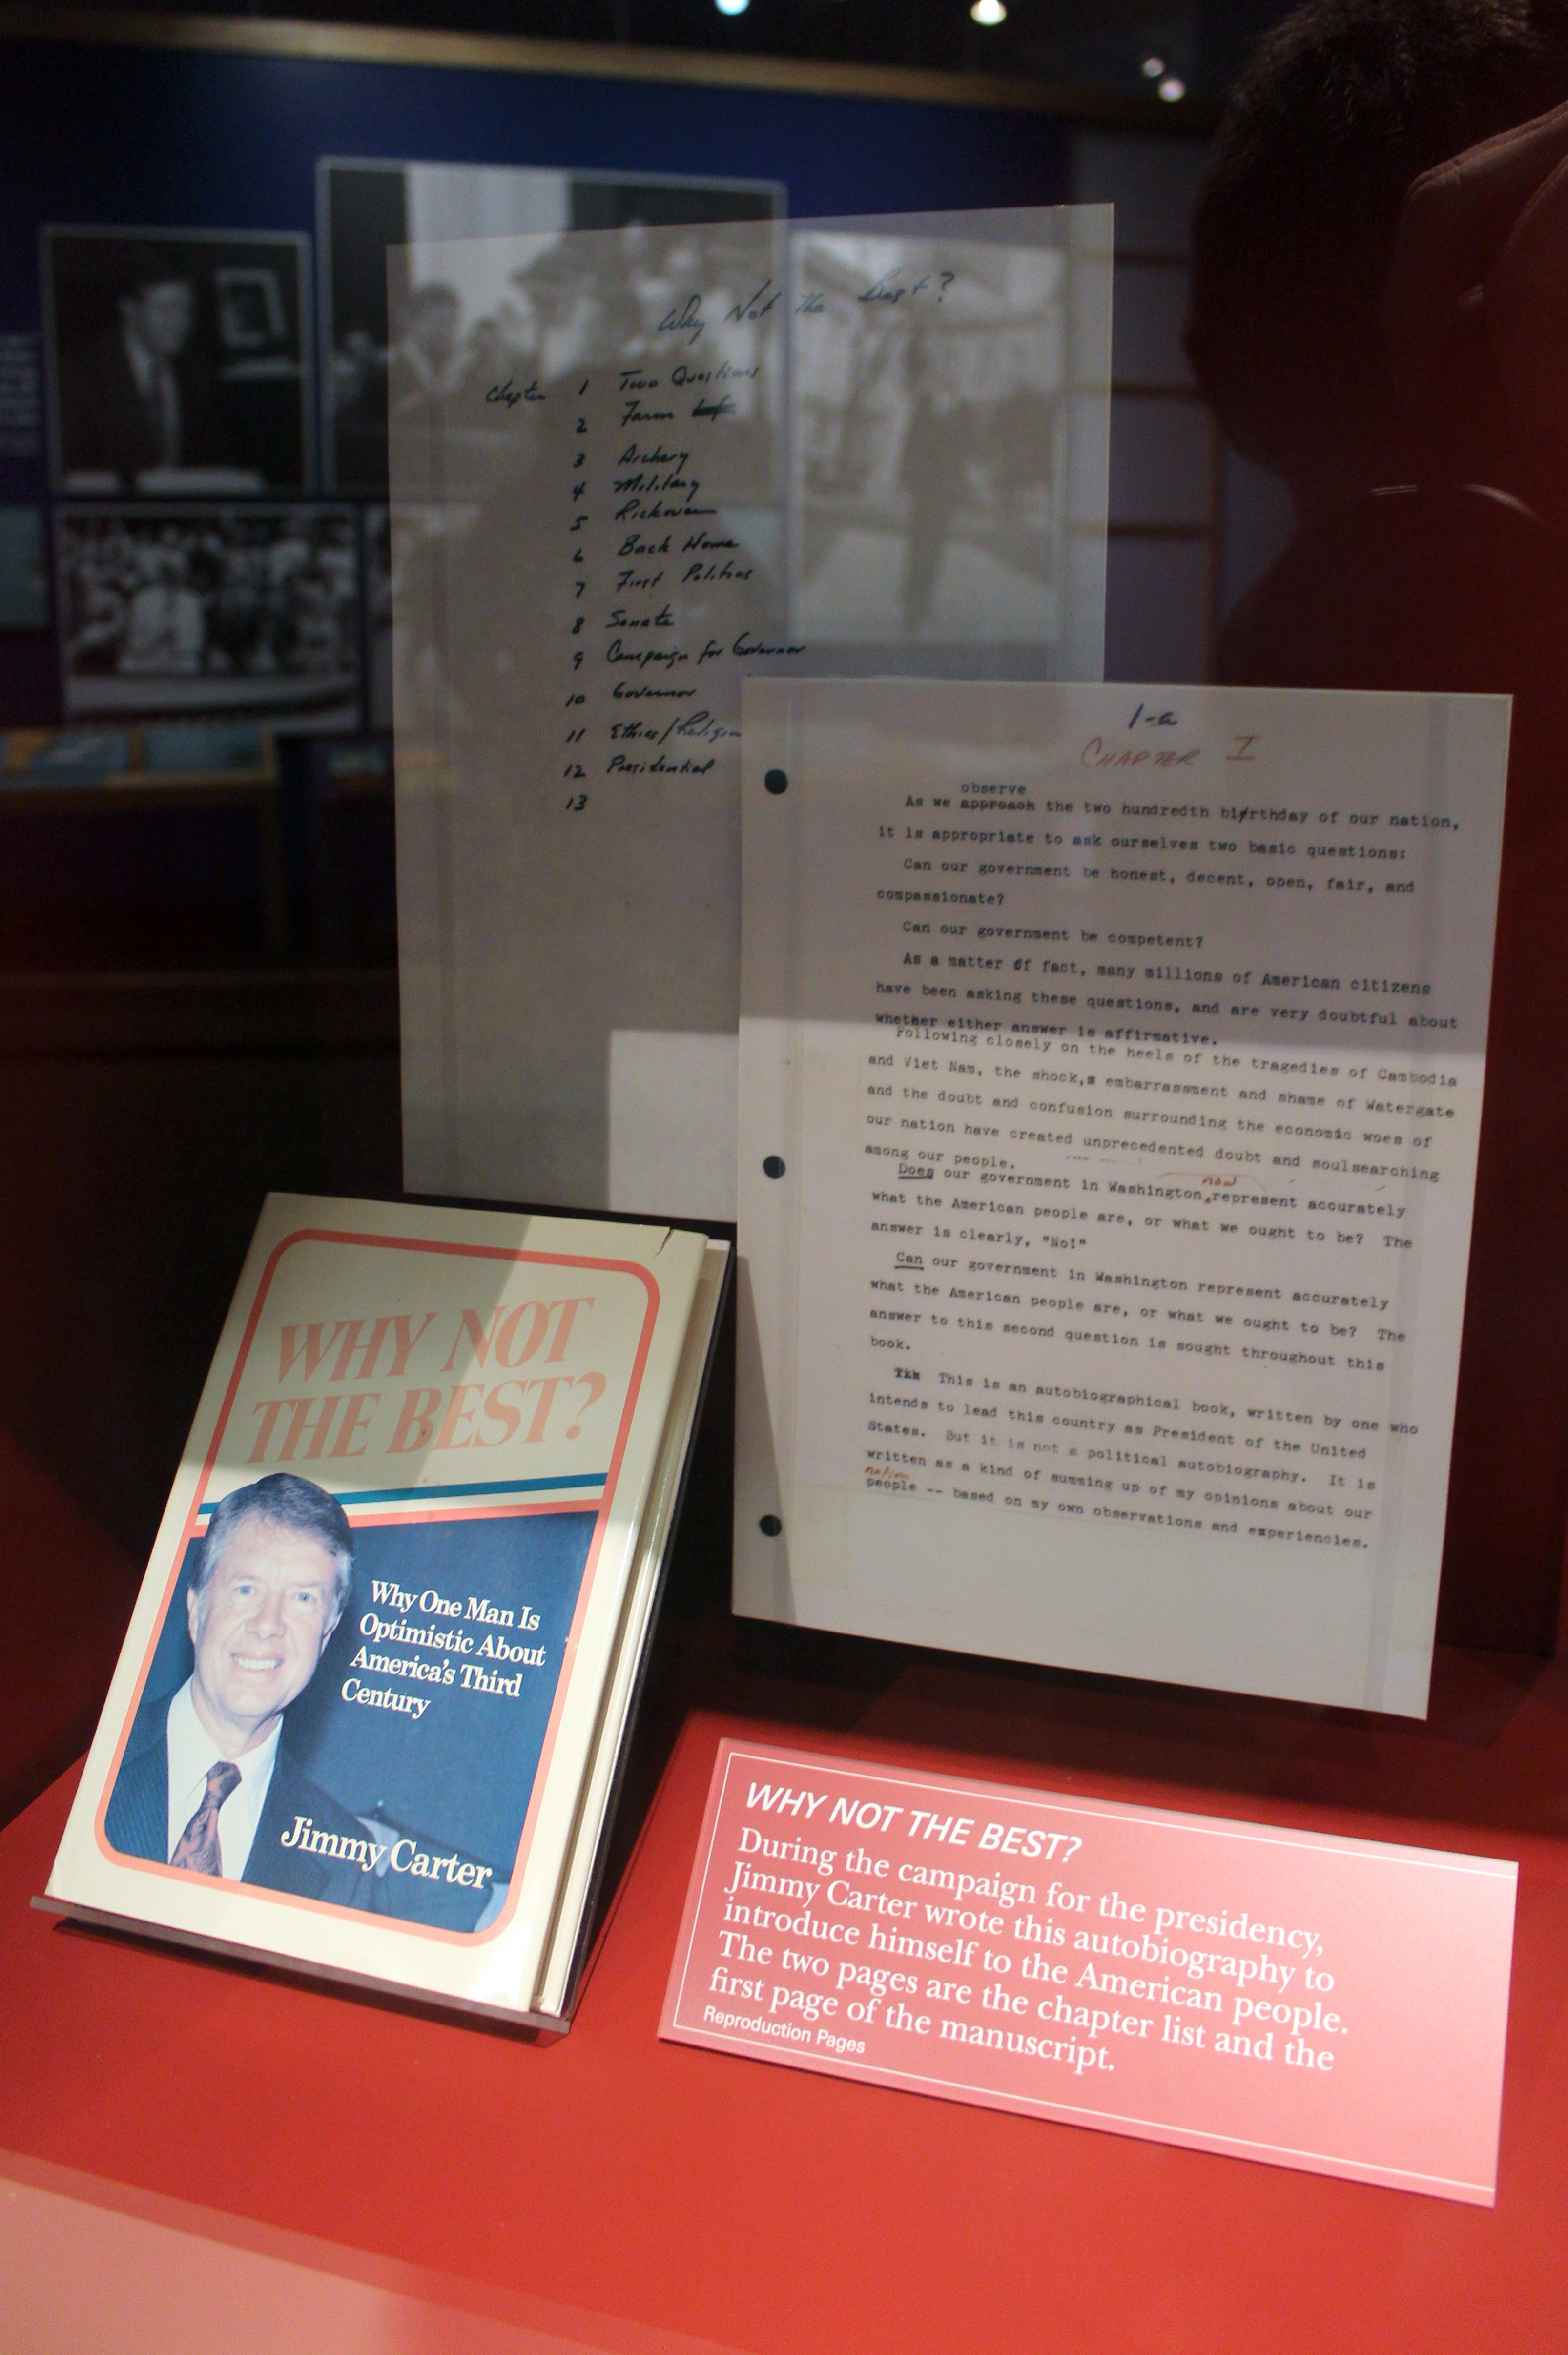 Why Not the Best?
Chapter 1 Two Questions
2 Farm
3 Archery
4 Military
5 Rickover
6 Back Home
7 First Politics
8 Senate
9 Campaign for Governor
10 Governor
11 Ethics/Religion
12 Presidential
13
1-a
CHAPTER I
observe
As we approach the two hundredth birthday of our nation,
it is appropriate to ask ourselves two basic questions:
Can our government be honest, decent, open, fair, and
compassionate?
Can our government be competent?
As a matter of fact, many millions of American citizens
have been asking these questions, and are very doubtful about
whether either answer is affirmative.
Following closely on the heels of the tragedies of Cambodia
and Viet Nam, the shock, embarrassment and shame of Watergate
and the doubt and confusion surrounding the economic woes of
our nation have created unprecedented doubt and soulsearching
among our people.
now
Does our government in Washington represent accurately
what the American people are, or what we ought to be? The
answer is clearly, "No!"
Can our government in Washington represent accurately
what the American people are, or what we ought to be? The
answer to this second question is sought throughout this
book.
This is an autobiographical book, written by one who
intends to lead this country as President of the United
States. But it is not a political autobiography. It is
written as a kind of summing up of my opinions about our
nation
people -- based on my own observations and experiencies.
WHY NOT
THE BEST?
Why One Man Is
Optimistic About
America's Third
Century
Jimmy Carter
WHY NOT THE BEST?
During the campaign for the presidency,
Jimmy Carter wrote this autobiography to
introduce himself to the American people.
The two pages are the chapter list and the
first page of the manuscript.
Reproduction Pages